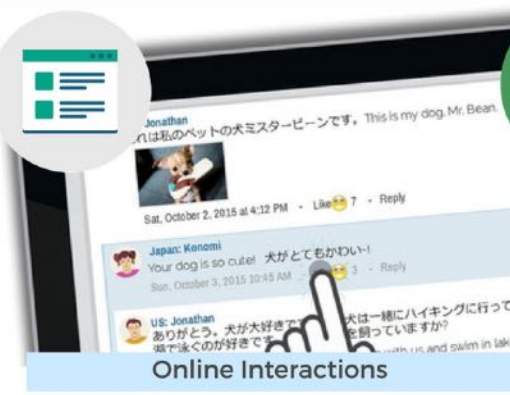 Jonathan
れは私のペットの犬ミスタービーンです。This is my dog, Mr. Bean.
Sat, October 2, 2015 at 4:12 PM - Like 7 - Reply
Japan: Konomi
Your dog is so cute! 犬がとてもかわい!
Sun, October 3, 2015 10:45 AM - 3 - Reply
US: Jonathan
ありがとう。犬が大好きで 犬は一緒にハイキングに行って
湖で泳ぐのが好きです を飼っていますか?
with us and swim in lak
Online Interactions